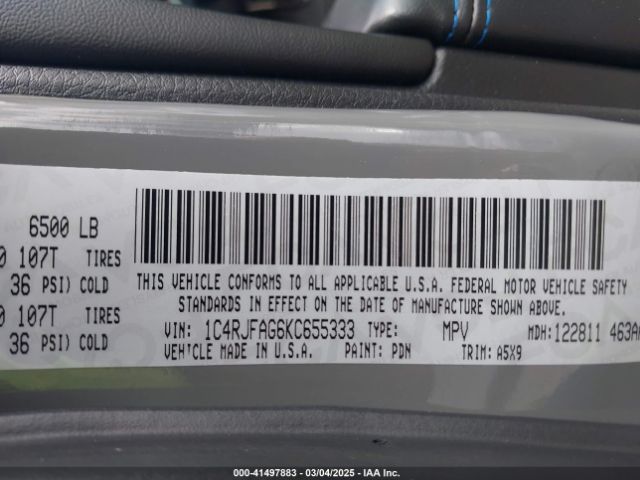 6500 LB
0 107T TIRES
36 PSI) COLD
0 107T TIRES
36 PSI) COLD
THIS VEHICLE CONFORMS TO ALL APPLICABLE U.S.A. FEDERAL MOTOR VEHICLE SAFETY
STANDARDS IN EFFECT ON THE DATE OF MANUFACTURE SHOWN ABOVE.
VIN: 1C4RJFAG6KC655333 TYPE: MPV MDH: 122811 463A
VEHICLE MADE IN U.S.A. PAINT: PDN TRIM: A5X9
000-41497883 - 03/04/2025 - IAA Inc.